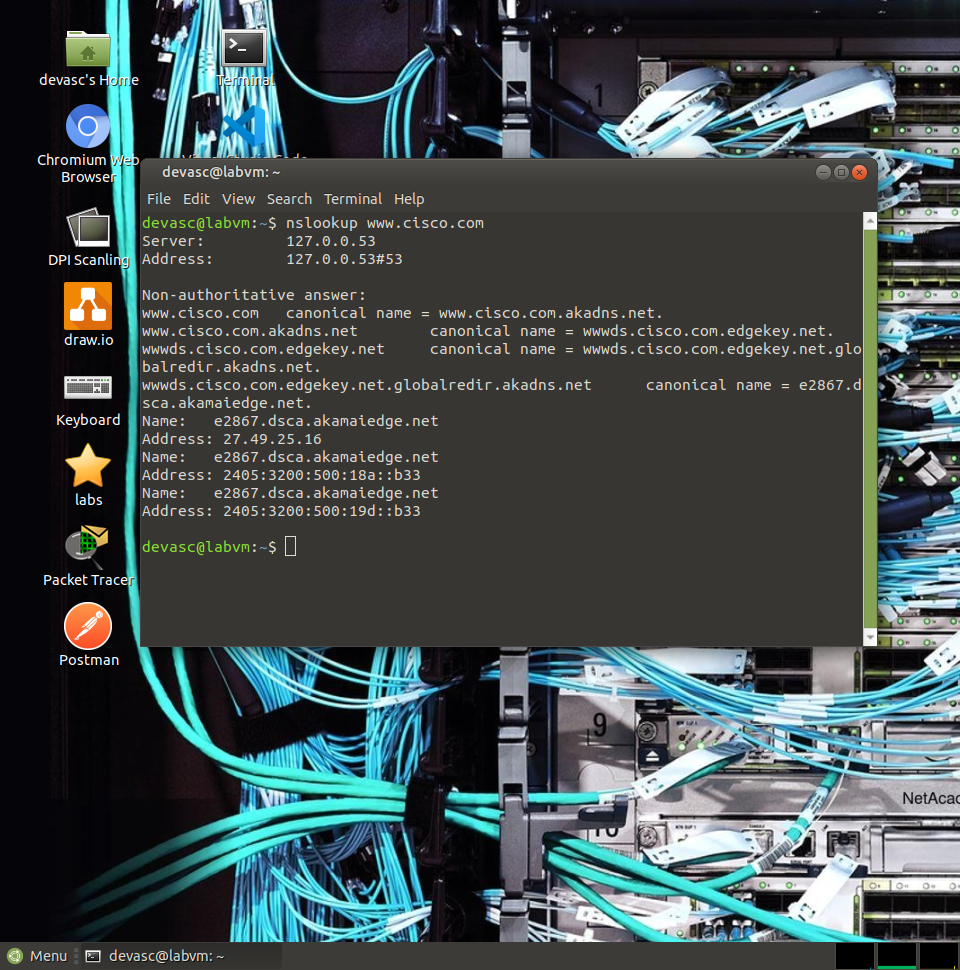 devasc's Home
Terminal
Chromium Web
Browser
DPI Scanling
draw.io
Keyboard
labs
Packet Tracer
Postman
devasc@labvm: ~
File Edit View Search Terminal Help
devasc@labvm:~$ nslookup www.cisco.com
Server: 127.0.0.53
Address: 127.0.0.53#53
Non-authoritative answer:
www.cisco.com canonical name = www.cisco.com.akadns.net.
www.cisco.com.akadns.net canonical name = wwwds.cisco.com.edgekey.net.
wwwds.cisco.com.edgekey.net canonical name = wwwds.cisco.com.edgekey.net.glo
balredir.akadns.net.
wwwds.cisco.com.edgekey.net.globalredir.akadns.net canonical name = e2867.d
sca.akamaiedge.net.
Name: e2867.dsca.akamaiedge.net
Address: 27.49.25.16
Name: e2867.dsca.akamaiedge.net
Address: 2405:3200:500:18a::b33
Name: e2867.dsca.akamaiedge.net
Address: 2405:3200:500:19d::b33
devasc@labvm:~$
1
9
10
NetAcad
Menu
devasc@labvm: ~